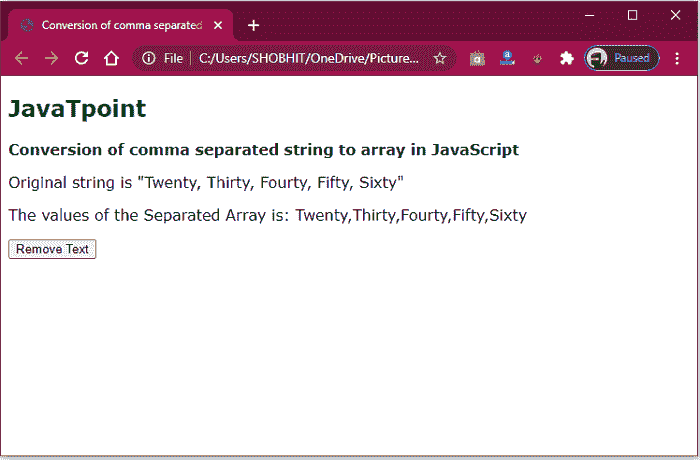 Conversion of comma separated
File
C:/Users/SHOBHIT/OneDrive/Picture...
Paused
JavaTpoint
Conversion of comma separated string to array in JavaScript
Original string is "Twenty, Thirty, Fourty, Fifty, Sixty"
The values of the Separated Array is: Twenty,Thirty,Fourty,Fifty,Sixty
Remove Text